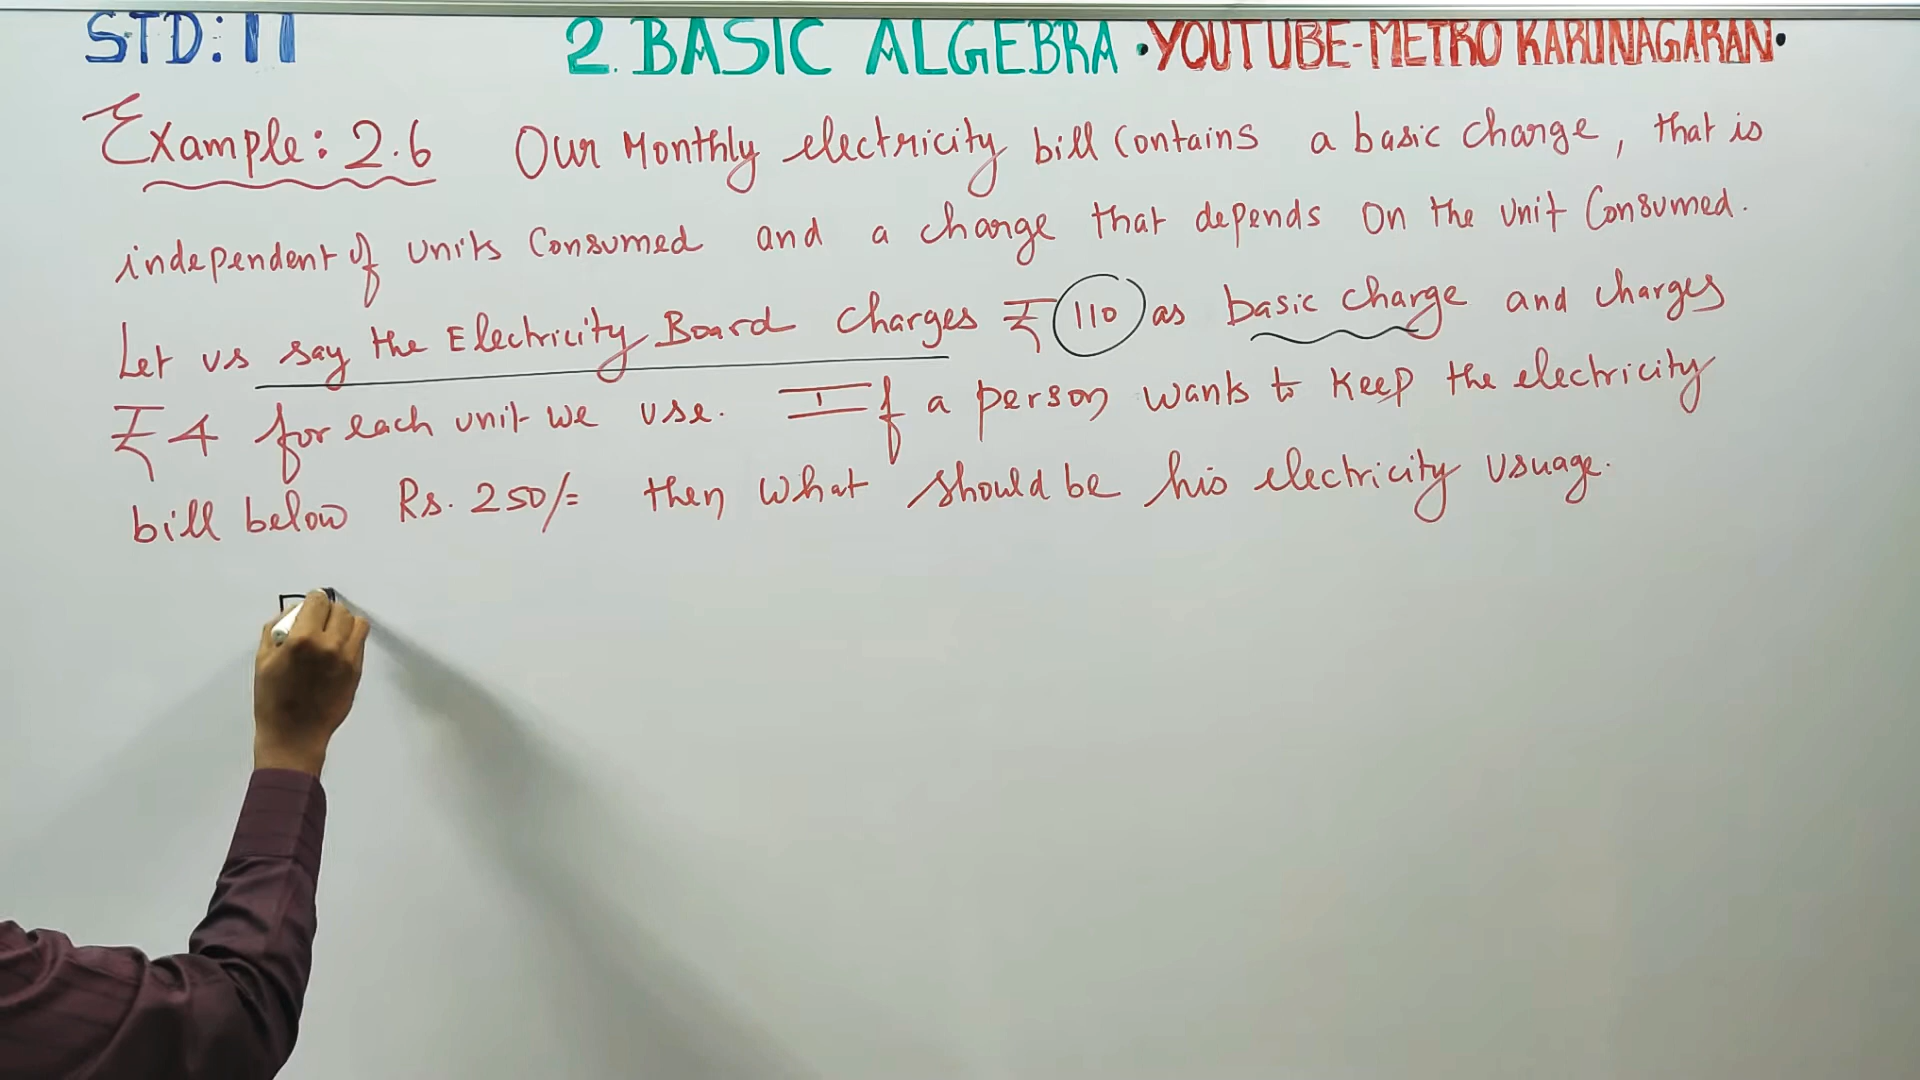 STD: 11 2. BASIC ALGEBRA • YOUTUBE-METRO KARUNAGARAN•
Example: 2.6 Our Monthly electricity bill Contains a basic charge, that is
independent of units Consumed and a charge that depends on the unit Consumed.
Let us say the Electricity Board charges ₹ 110 as basic charge and charges
₹ 4 for each unit we use. If a person wants to keep the electricity
bill below Rs. 250/= then what should be his electricity usuage.